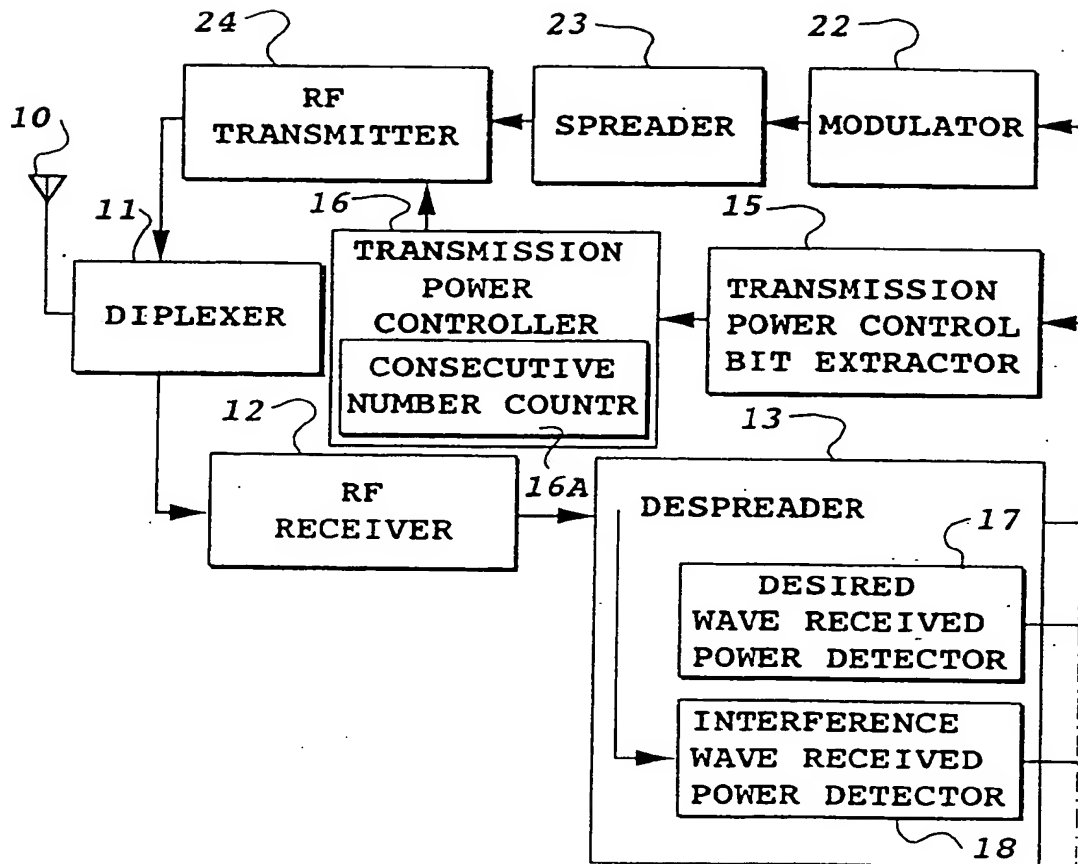 24
23
22
RF
TRANSMITTER
SPREADER
MODULATOR
10
11
16
15
DIPLEXER
TRANSMISSION
POWER
CONTROLLER
CONSECUTIVE
NUMBER COUNTR
TRANSMISSION
POWER CONTROL
BIT EXTRACTOR
12
16A
13
RF
RECEIVER
DESPREADER
17
DESIRED
WAVE RECEIVED
POWER DETECTOR
INTERFERENCE
WAVE RECEIVED
POWER DETECTOR
18